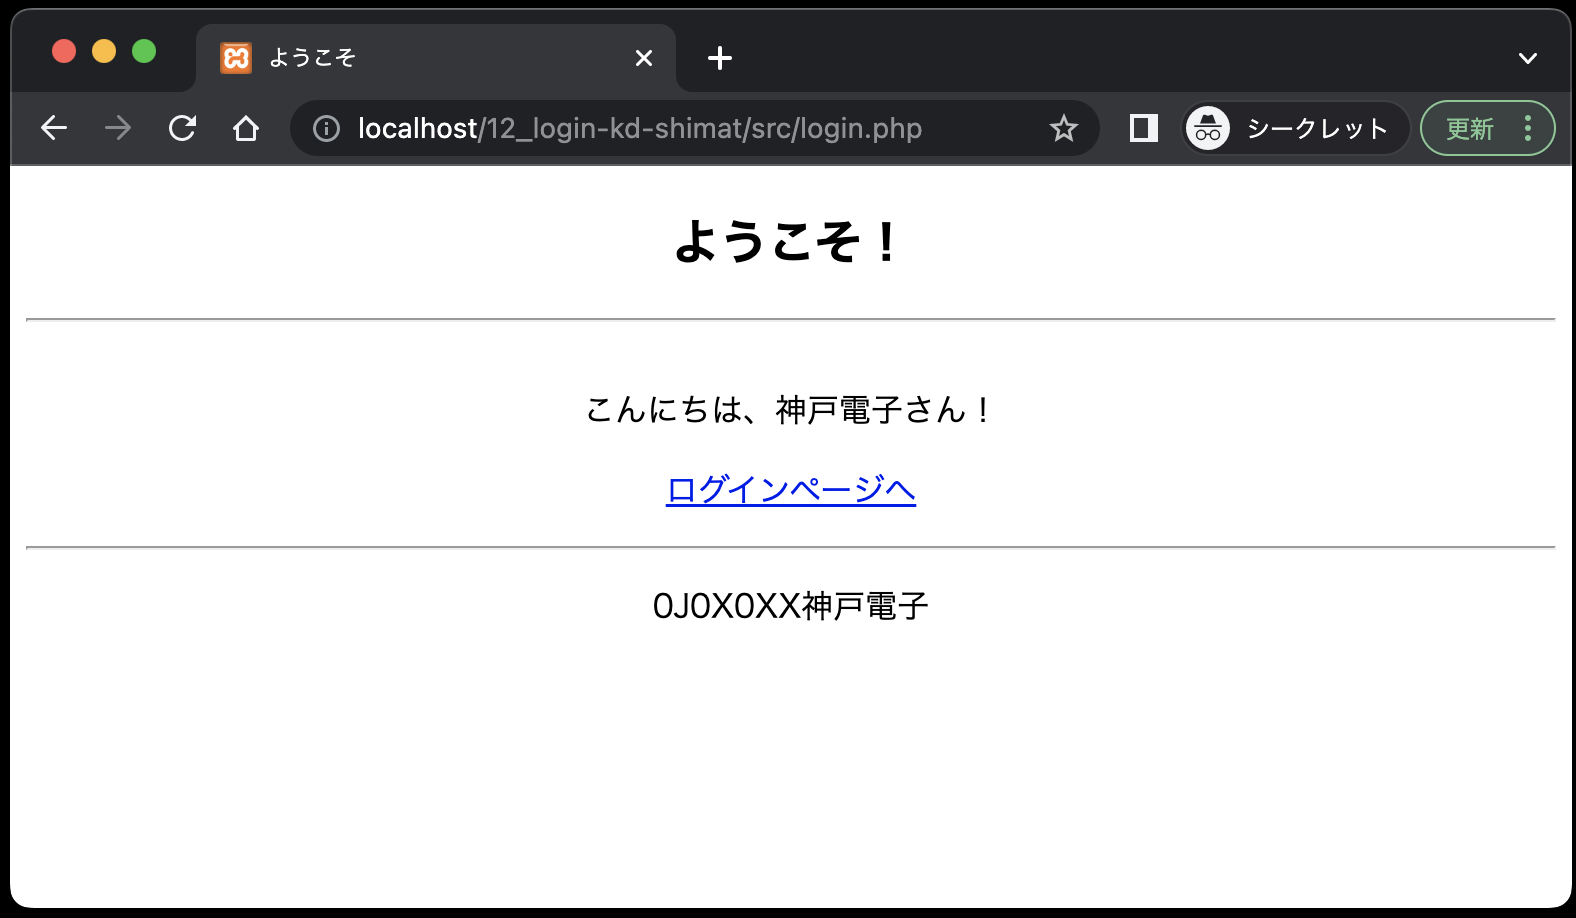 ようこそ
localhost/12_login-kd-shimat/src/login.php
シークレット
更新
ようこそ！
こんにちは、神戸電子さん！
ログインページへ
0J0X0XX神戸電子